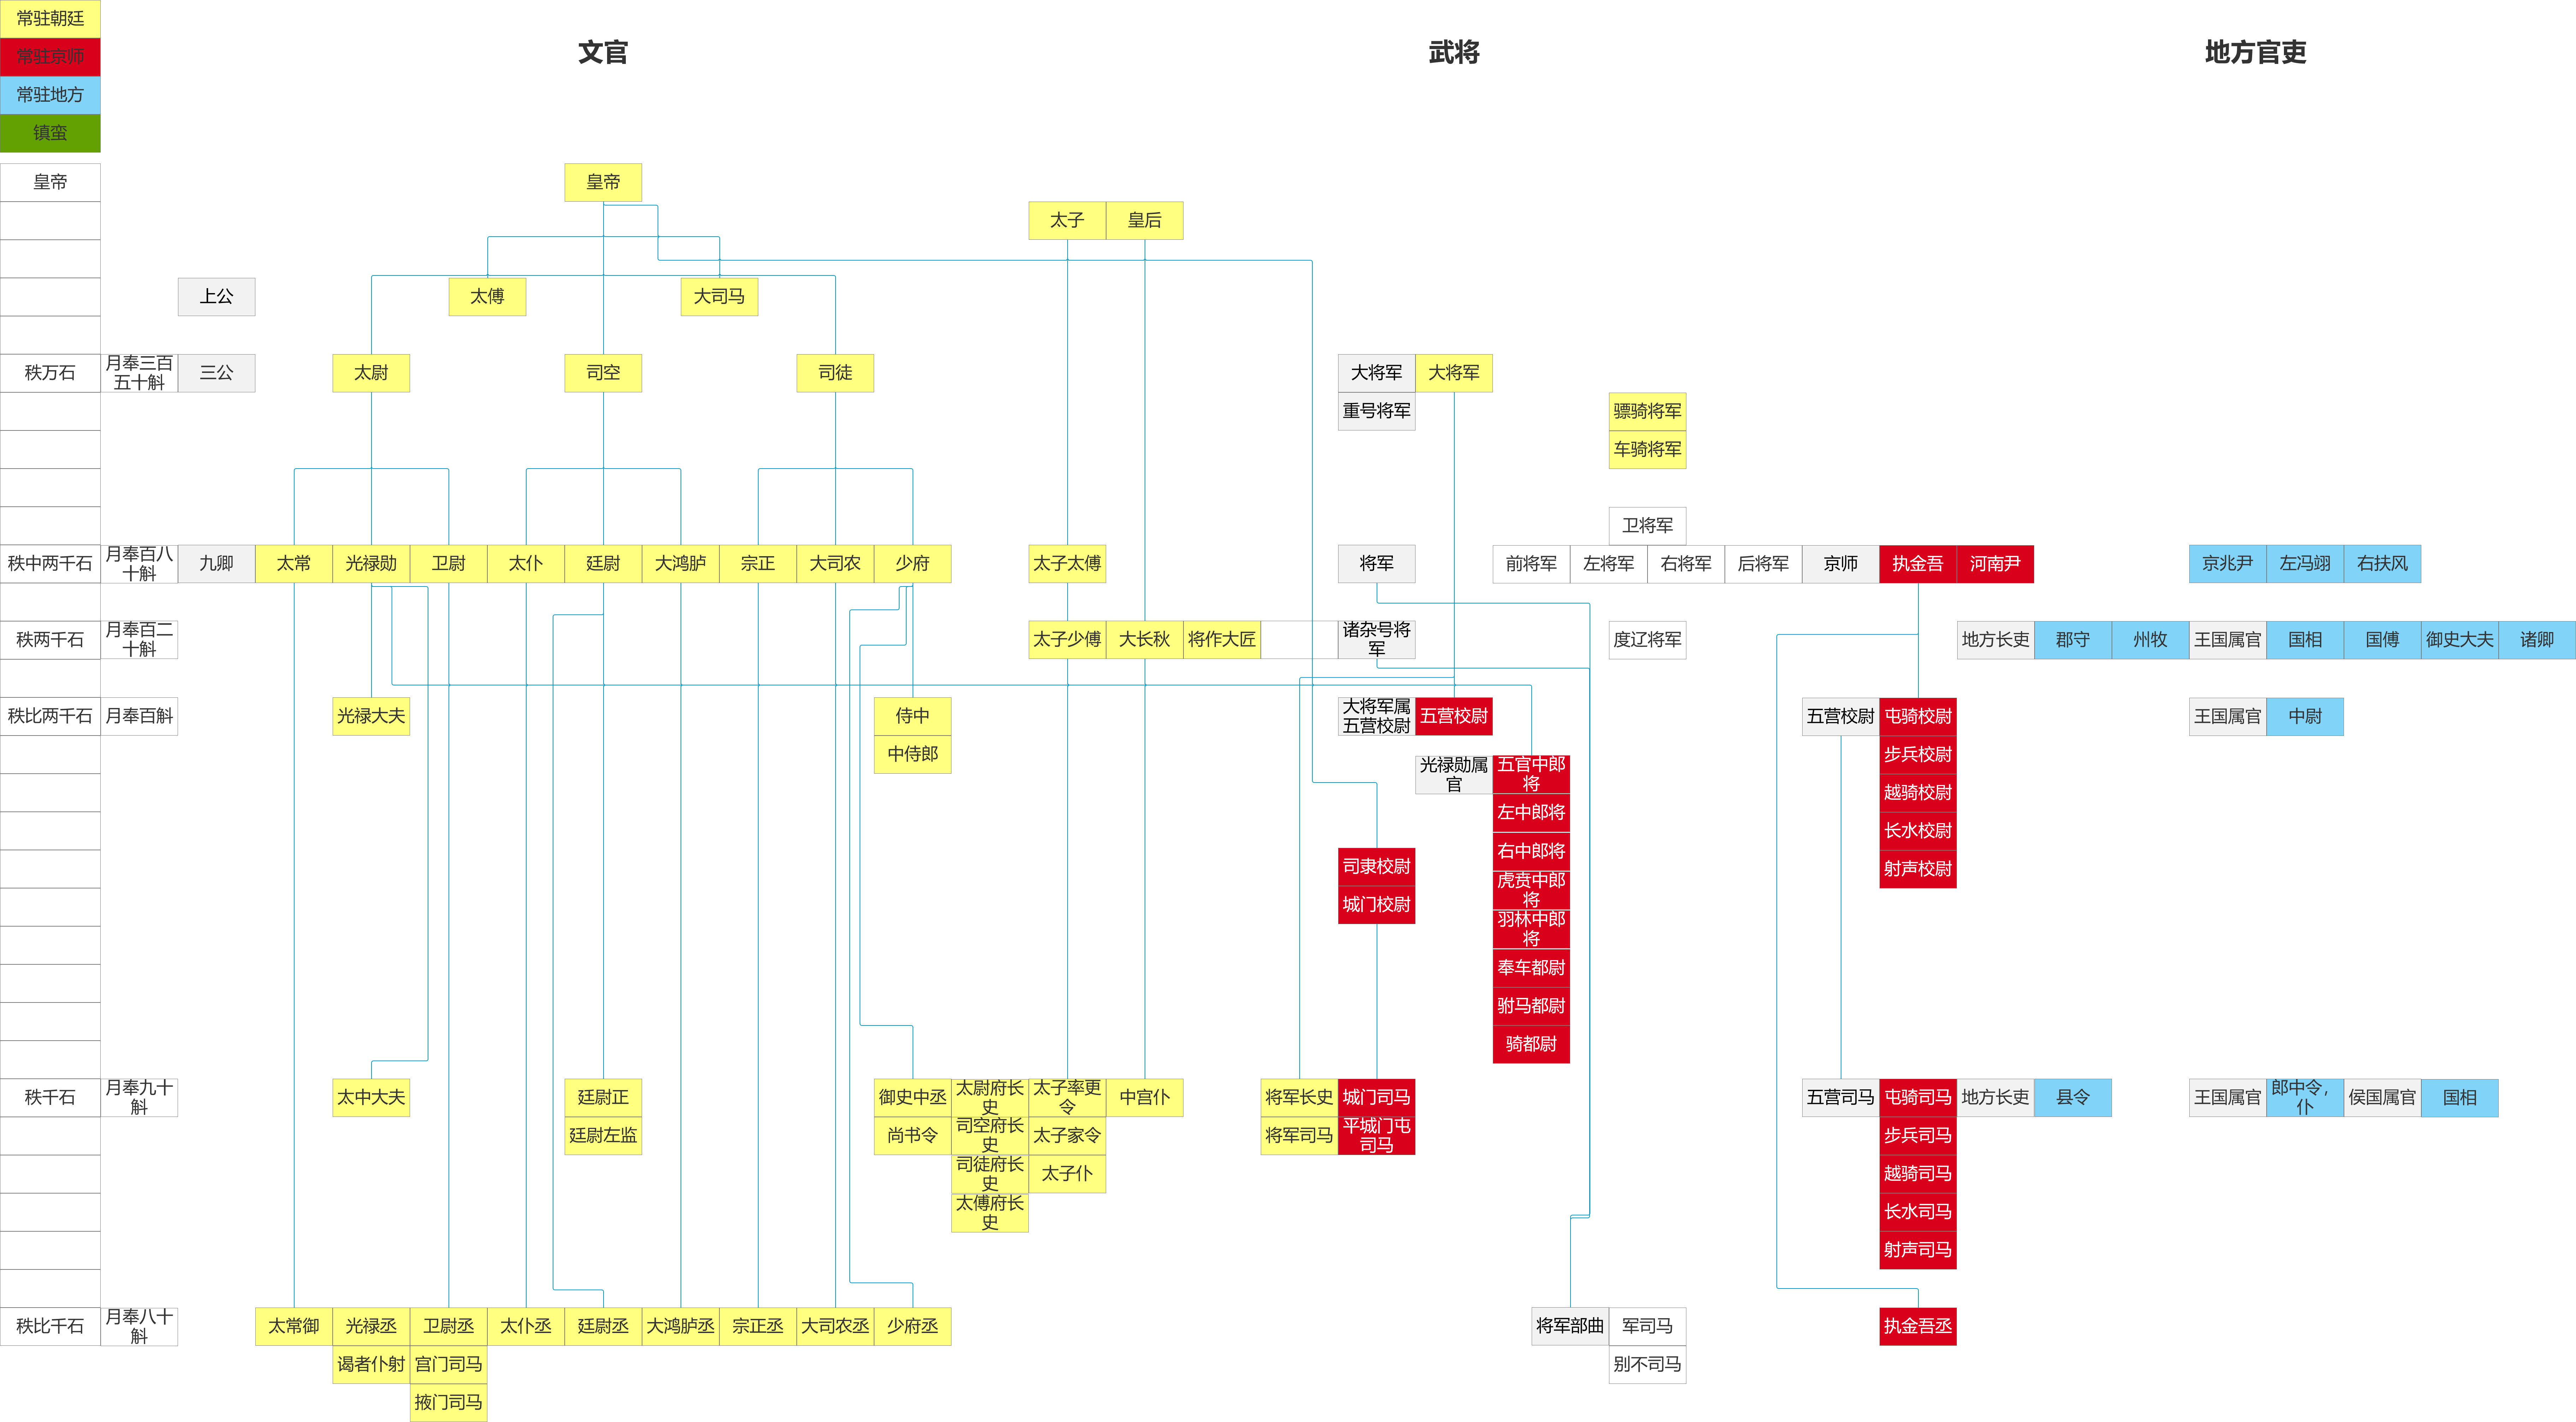 常驻朝廷
常驻京师
常驻地方
镇蛮
文官
武将
地方官吏
皇帝
皇帝
太子
皇后
上公
太傅
大司马
秩万石
月奉三百
五十斛
三公
太尉
司空
司徒
大将军
大将军
重号将军
骠骑将军
车骑将军
卫将军
秩中两千石
月奉百八
十斛
九卿
太常
光禄勋
卫尉
太仆
廷尉
大鸿胪
宗正
大司农
少府
太子太傅
将军
前将军
左将军
右将军
后将军
京师
执金吾
河南尹
京兆尹
左冯翊
右扶风
秩两千石
月奉百二
十斛
太子少傅
大长秋
将作大匠
诸杂号将
军
度辽将军
地方长吏
郡守
州牧
王国属官
国相
国傅
御史大夫
诸卿
秩比两千石
月奉百斛
光禄大夫
侍中
中侍郎
大将军属
五营校尉
五营校尉
五营校尉
屯骑校尉
步兵校尉
越骑校尉
长水校尉
射声校尉
王国属官
中尉
光禄勋属
官
五官中郎
将
左中郎将
右中郎将
虎贲中郎
将
羽林中郎
将
奉车都尉
驸马都尉
骑都尉
司隶校尉
城门校尉
秩千石
月奉九十
斛
太中大夫
廷尉正
廷尉左监
御史中丞
尚书令
太尉府长
史
司空府长
史
司徒府长
史
太傅府长
史
太子率更
令
太子家令
太子仆
中宫仆
将军长史
将军司马
城门司马
平城门屯
司马
五营司马
屯骑司马
步兵司马
越骑司马
长水司马
射声司马
地方长吏
县令
王国属官
郎中令，
仆
侯国属官
国相
秩比千石
月奉八十
斛
太常御
光禄丞
卫尉丞
太仆丞
廷尉丞
大鸿胪丞
宗正丞
大司农丞
少府丞
谒者仆射
宫门司马
掖门司马
将军部曲
军司马
别不司马
执金吾丞